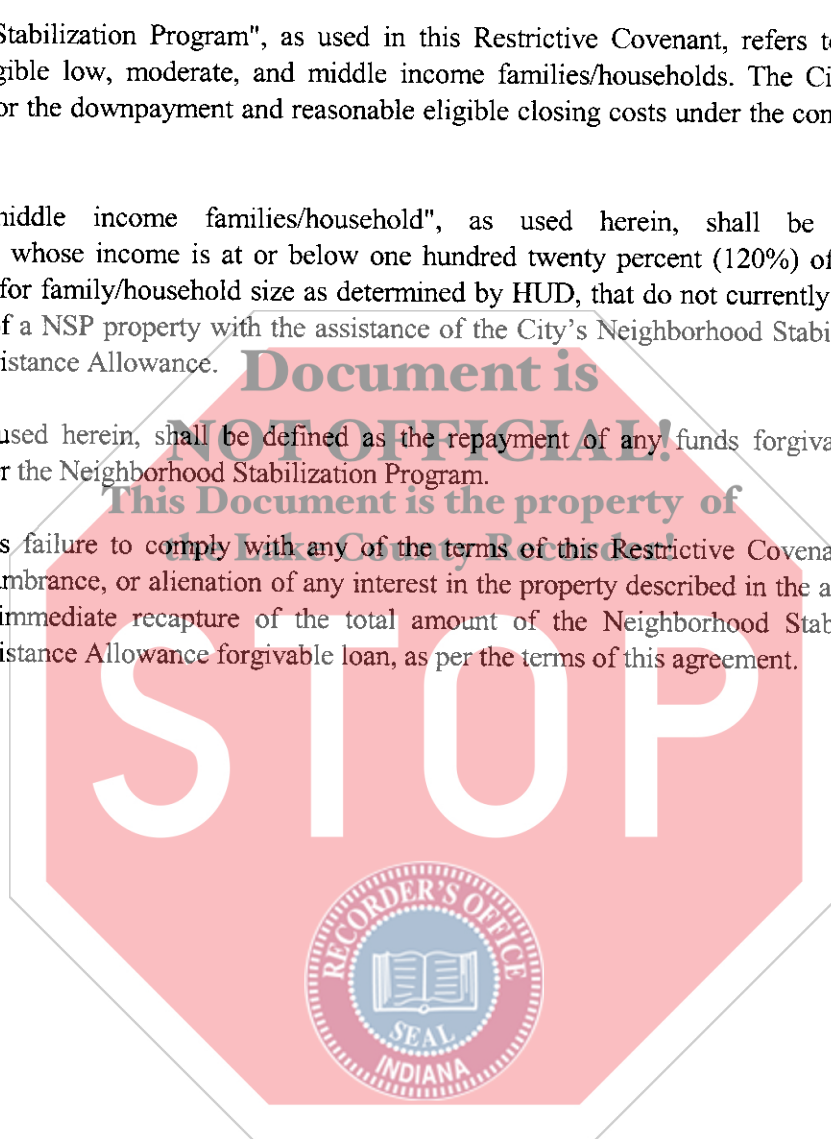 Stabilization Program", as used in this Restrictive Covenant, refers
gible low, moderate, and middle income families/households. The
or the downpayment and reasonable eligible closing costs under the
middle income families/household", as used herein, shall be
whose income is at or below one hundred twenty percent (120%) of
for family/household size as determined by HUD, that do not currently
f a NSP property with the assistance of the City's Neighborhood
istance Allowance.
Document is
used herein, shall be defined as the repayment of any funds
NOT OFFICIAL!
r the Neighborhood Stabilization Program.
This Document is the property of
s failure to comply with any of the terms of this Restrictive
the Lake County Recorder!
mbrance, or alienation of any interest in the property described in the
immediate recapture of the total amount of the Neighborhood
istance Allowance forgivable loan, as per the terms of this agreement.
STOP
RECORDER'S OFFICE
SEAL
INDIANA